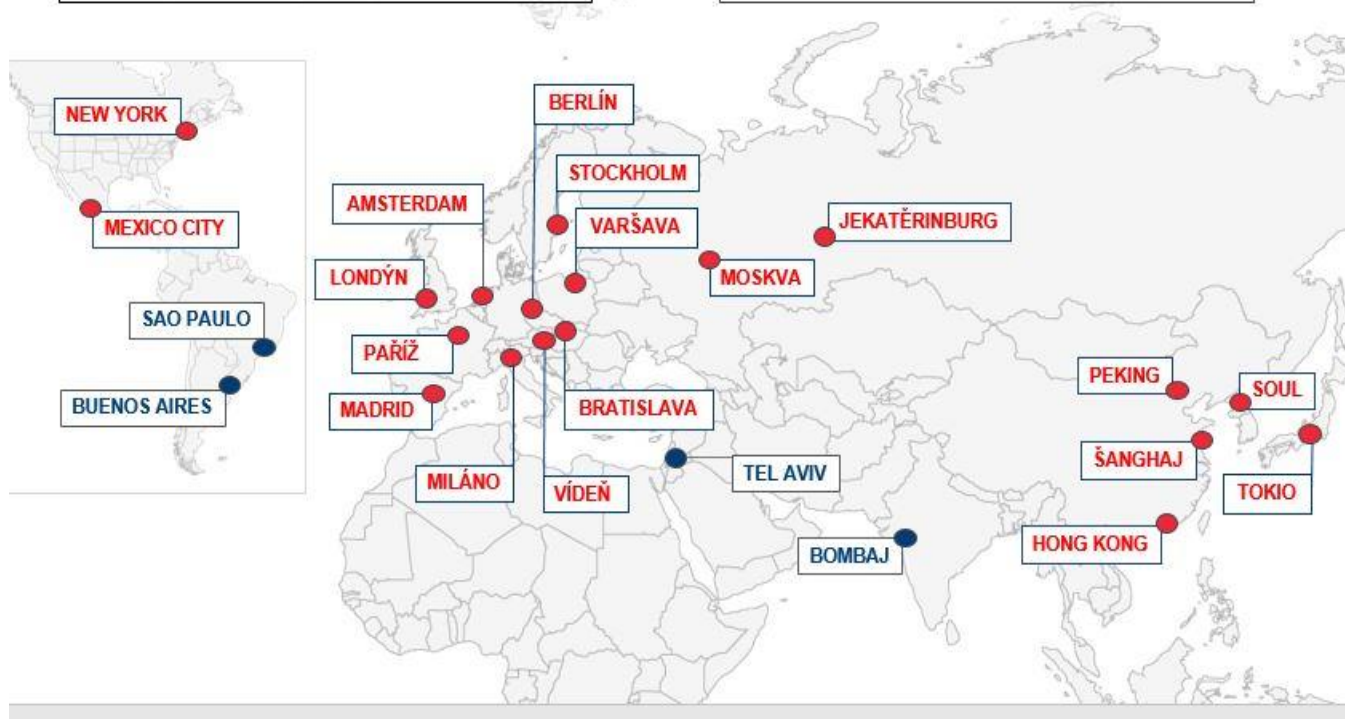 NEW YORK
MEXICO CITY
SAO PAULO
BUENOS AIRES
BERLÍN
STOCKHOLM
AMSTERDAM
VARŠAVA
JEKATĚRINBURG
LONDÝN
MOSKVA
PAŘÍŽ
MADRID
BRATISLAVA
MILÁNO
VÍDEŇ
TEL AVIV
BOMBAJ
PEKING
SOUL
ŠANGHAJ
TOKIO
HONG KONG